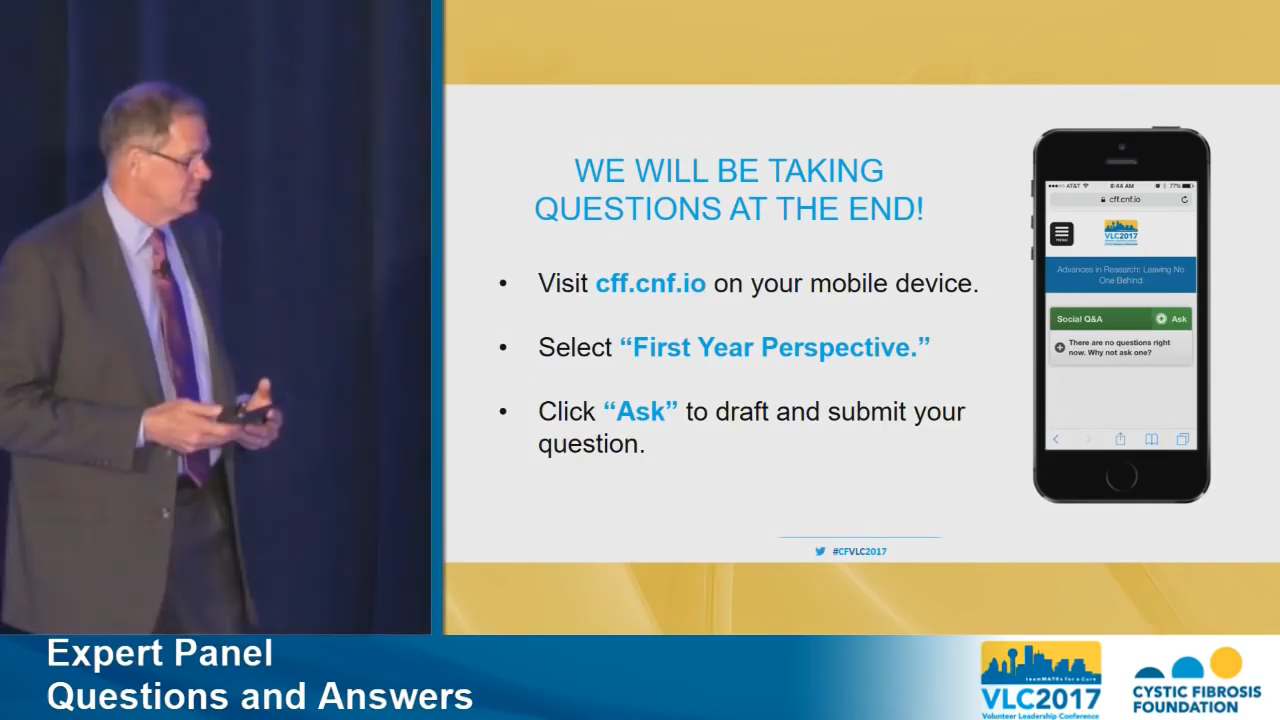 WE WILL BE TAKING
QUESTIONS AT THE END!
• Visit cff.cnf.io on your mobile device.
• Select “First Year Perspective.”
• Click “Ask” to draft and submit your
question.
#CFVLC2017
AT&T 8:44 AM 77%
cff.cnf.io
MENU
VLC2017
Advances in Research: Leaving No
One Behind
Social Q&A Ask
There are no questions right
now. Why not ask one?
Expert Panel
Questions and Answers
teamMATEs for a Cure
VLC2017
Volunteer Leadership Conference
CYSTIC FIBROSIS
FOUNDATION